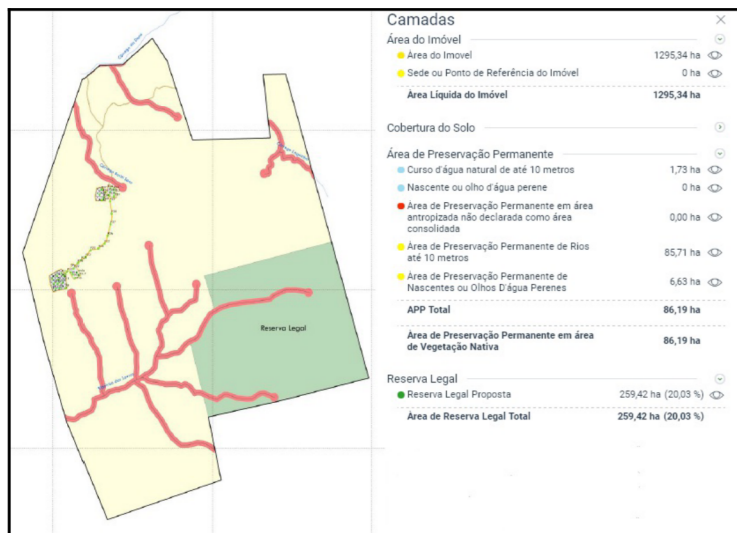 Camadas
Área do Imóvel
Área do Imovel 1295,34 ha
Sede ou Ponto de Referência do Imóvel 0 ha
Área Líquida do Imóvel 1295,34 ha
Cobertura do Solo
Área de Preservação Permanente
Curso d'água natural de até 10 metros 1,73 ha
Nascente ou olho d'água perene 0 ha
Área de Preservação Permanente em área
antropizada não declarada como área
consolidada 0,00 ha
Área de Preservação Permanente de Rios
até 10 metros 85,71 ha
Área de Preservação Permanente de
Nascentes ou Olhos D'água Perenes 6,63 ha
APP Total 86,19 ha
Área de Preservação Permanente em área
de Vegetação Nativa 86,19 ha
Reserva Legal
Reserva Legal Proposta 259,42 ha (20,03 %)
Área de Reserva Legal Total 259,42 ha (20,03 %)
Reserva Legal